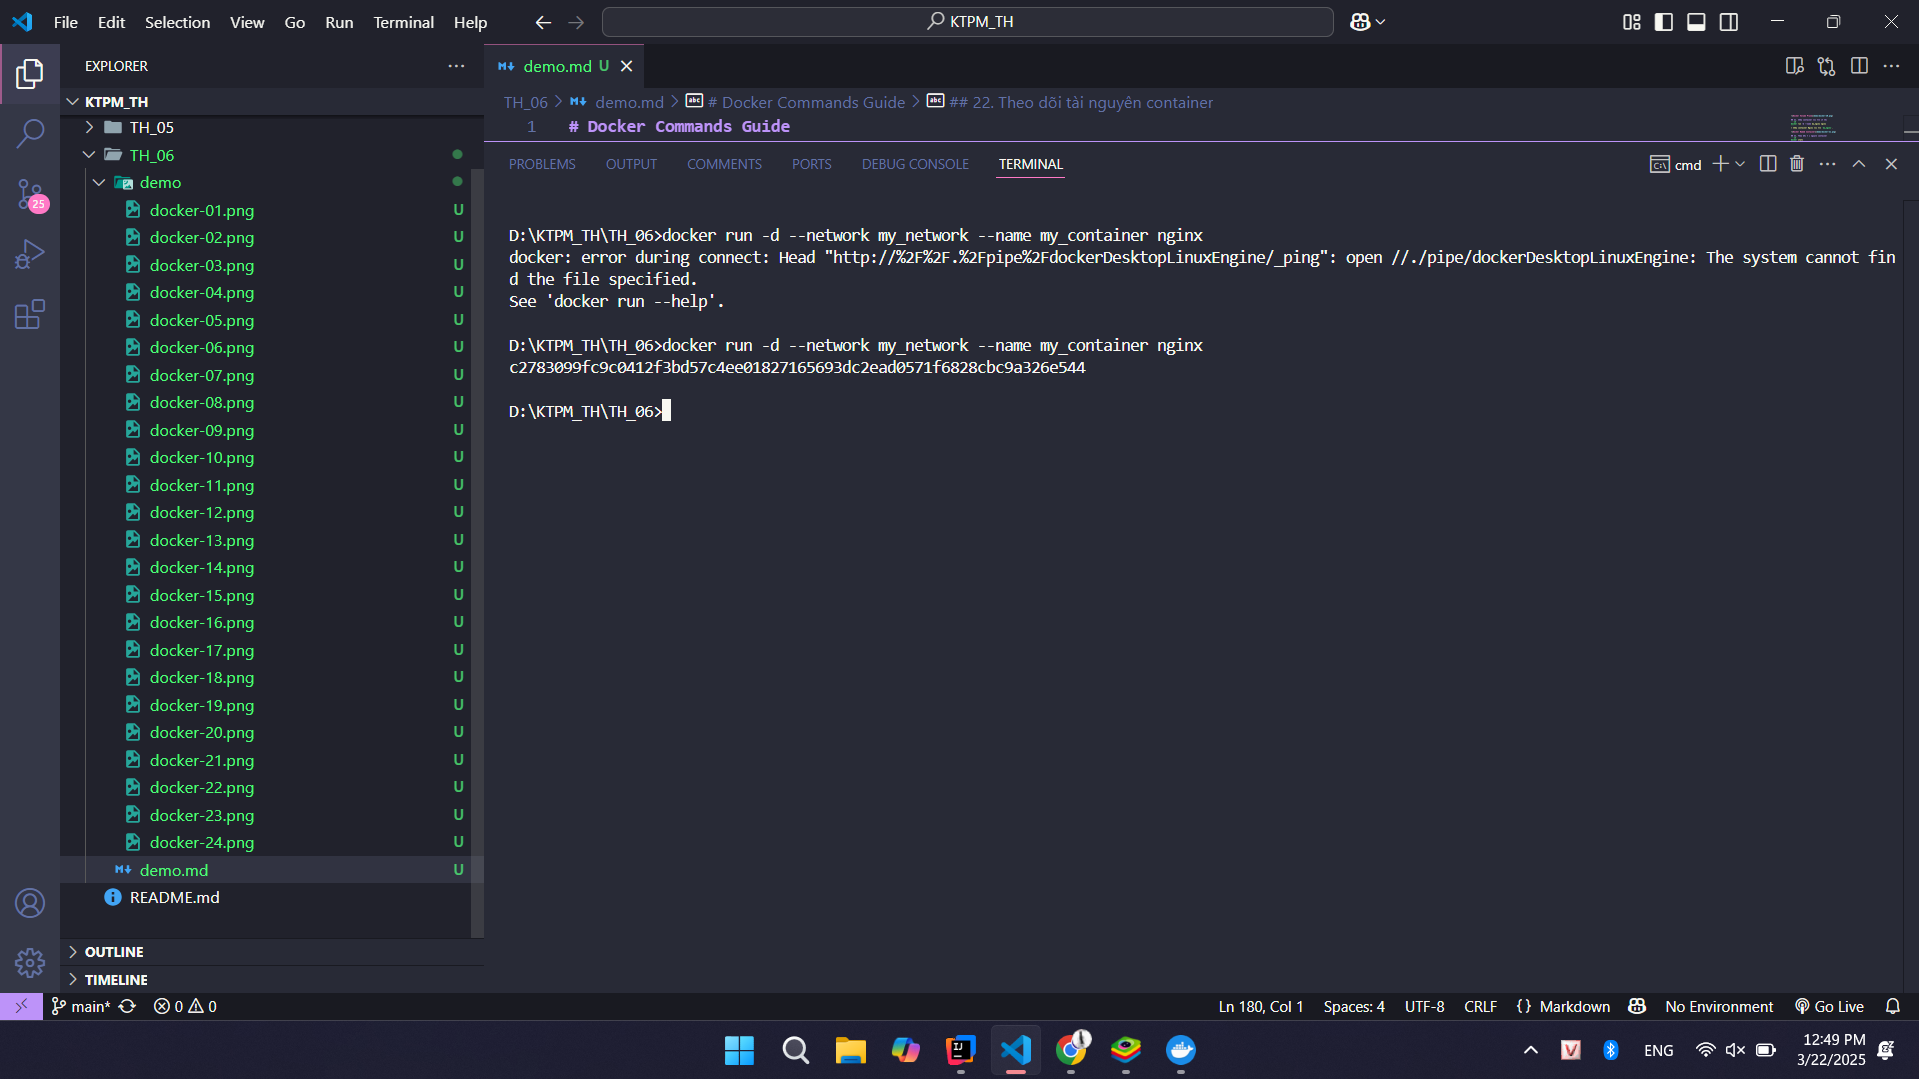 File Edit Selection View Go Run Terminal Help
KTPM_TH
EXPLORER
KTPM_TH
TH_05
TH_06
demo
docker-01.png U
docker-02.png U
docker-03.png U
docker-04.png U
docker-05.png U
docker-06.png U
docker-07.png U
docker-08.png U
docker-09.png U
docker-10.png U
docker-11.png U
docker-12.png U
docker-13.png U
docker-14.png U
docker-15.png U
docker-16.png U
docker-17.png U
docker-18.png U
docker-19.png U
docker-20.png U
docker-21.png U
docker-22.png U
docker-23.png U
docker-24.png U
demo.md U
README.md
OUTLINE
TIMELINE
25
demo.md U
TH_06 > demo.md > # Docker Commands Guide > ## 22. Theo dõi tài nguyên container
1 # Docker Commands Guide
PROBLEMS OUTPUT COMMENTS PORTS DEBUG CONSOLE TERMINAL
cmd
D:\KTPM_TH\TH_06>docker run -d --network my_network --name my_container nginx
docker: error during connect: Head "http://%2F%2F.%2Fpipe%2FdockerDesktopLinuxEngine/_ping": open //./pipe/dockerDesktopLinuxEngine: The system cannot fin
d the file specified.
See 'docker run --help'.
D:\KTPM_TH\TH_06>docker run -d --network my_network --name my_container nginx
c2783099fc9c0412f3bd57c4ee01827165693dc2ead0571f6828cbc9a326e544
D:\KTPM_TH\TH_06>
main* 0 0
Ln 180, Col 1 Spaces: 4 UTF-8 CRLF {} Markdown No Environment Go Live
ENG
12:49 PM
3/22/2025